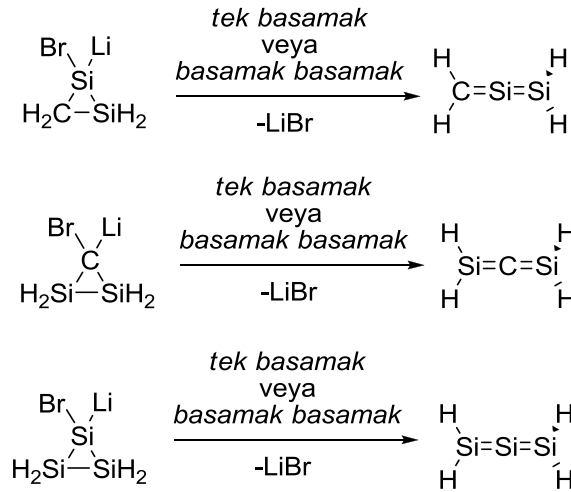 tek basamak
veya
basamak basamak
-LiBr
Br Li
Si
H₂C SiH₂
H H
C=Si=Si
H H
tek basamak
veya
basamak basamak
-LiBr
Br Li
C
H₂Si SiH₂
H H
Si=C=Si
H H
tek basamak
veya
basamak basamak
-LiBr
Br Li
Si
H₂Si SiH₂
H H
Si=Si=Si
H H